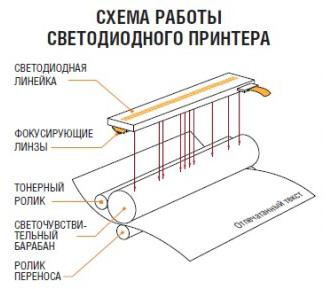 СХЕМА РАБОТЫ
СВЕТОДИОДНОГО ПРИНТЕРА
СВЕТОДИОДНАЯ
ЛИНЕЙКА
ФОКУСИРУЮЩИЕ
ЛИНЗЫ
ТОНЕРНЫЙ
РОЛИК
СВЕТОЧУВСТВИ-
ТЕЛЬНЫЙ
БАРАБАН
РОЛИК
ПЕРЕНОСА
Отпечатанный текст